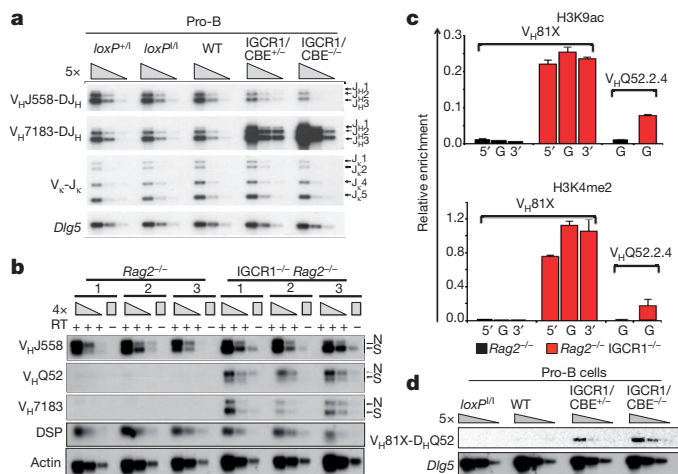 a
Pro-B
loxP+/I loxPI/I WT IGCR1/CBE+/− IGCR1/CBE−/−
5×
VHJ558-DJH
JH1
JH2
JH3
VH7183-DJH
JH1
JH2
JH3
Vκ-Jκ
Jκ1
Jκ2
Jκ4
Jκ5
Dlg5
b
Rag2−/− IGCR1−/− Rag2−/−
1 2 3 1 2 3
4×
RT + + + − + + + − + + + − + + + − + + + − + + + −
VHJ558 N
S
VHQ52 N
S
VH7183 N
S
DSP
Actin
c
H3K9ac
VH81X
VHQ52.2.4
0.3
0.2
0.1
0.0
5′ G 3′ 5′ G 3′ G G
Relative enrichment
H3K4me2
VH81X
VHQ52.2.4
1.2
0.8
0.4
0.0
5′ G 3′ 5′ G 3′ G G
Rag2−/− Rag2−/− IGCR1−/−
d
Pro-B cells
loxPI/I WT IGCR1/CBE+/− IGCR1/CBE−/−
5×
VH81X-DHQ52
Dlg5